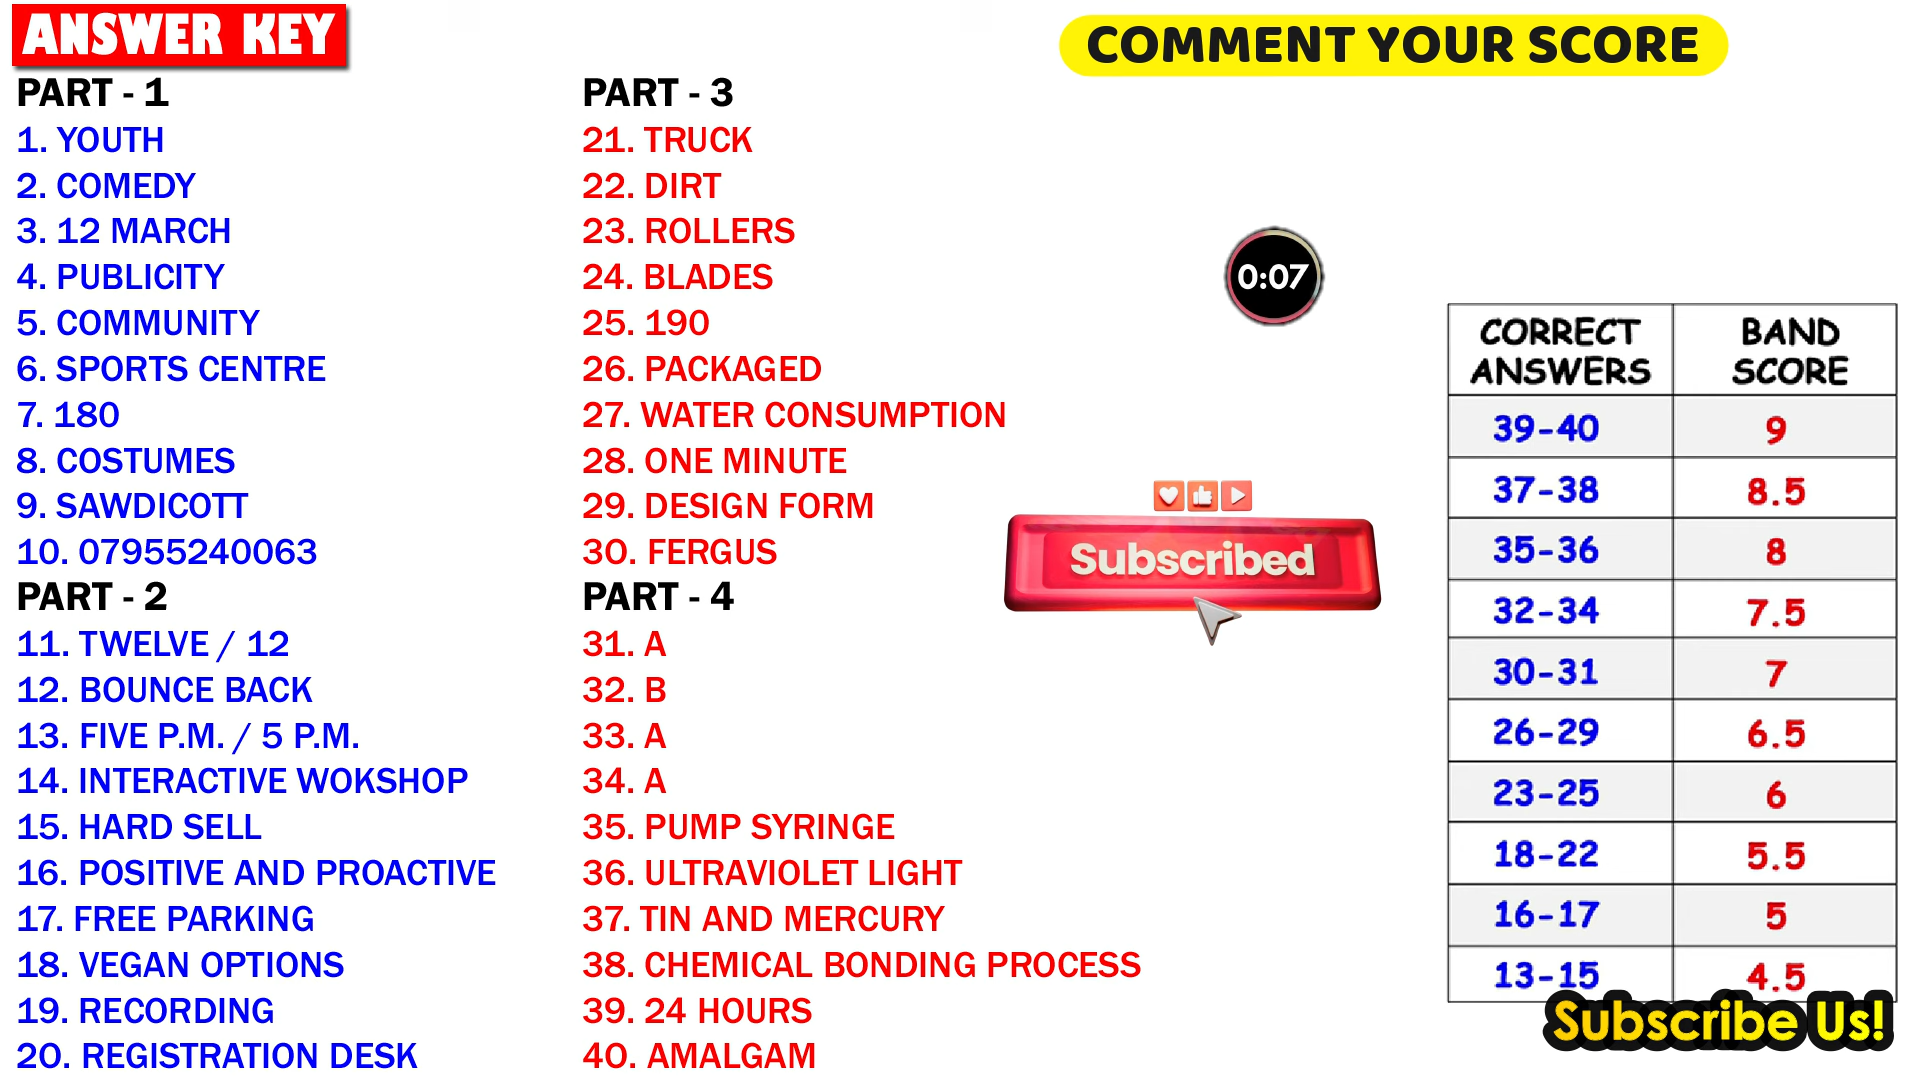 ANSWER KEY
COMMENT YOUR SCORE
PART - 1
1. YOUTH
2. COMEDY
3. 12 MARCH
4. PUBLICITY
5. COMMUNITY
6. SPORTS CENTRE
7. 180
8. COSTUMES
9. SAWDICOTT
10. 07955240063
PART - 2
11. TWELVE / 12
12. BOUNCE BACK
13. FIVE P.M. / 5 P.M.
14. INTERACTIVE WOKSHOP
15. HARD SELL
16. POSITIVE AND PROACTIVE
17. FREE PARKING
18. VEGAN OPTIONS
19. RECORDING
20. REGISTRATION DESK
PART - 3
21. TRUCK
22. DIRT
23. ROLLERS
24. BLADES
25. 190
26. PACKAGED
27. WATER CONSUMPTION
28. ONE MINUTE
29. DESIGN FORM
30. FERGUS
PART - 4
31. A
32. B
33. A
34. A
35. PUMP SYRINGE
36. ULTRAVIOLET LIGHT
37. TIN AND MERCURY
38. CHEMICAL BONDING PROCESS
39. 24 HOURS
40. AMALGAM
0:07
Subscribed
CORRECT ANSWERS BAND SCORE
39-40 9
37-38 8.5
35-36 8
32-34 7.5
30-31 7
26-29 6.5
23-25 6
18-22 5.5
16-17 5
13-15 4.5
Subscribe Us!